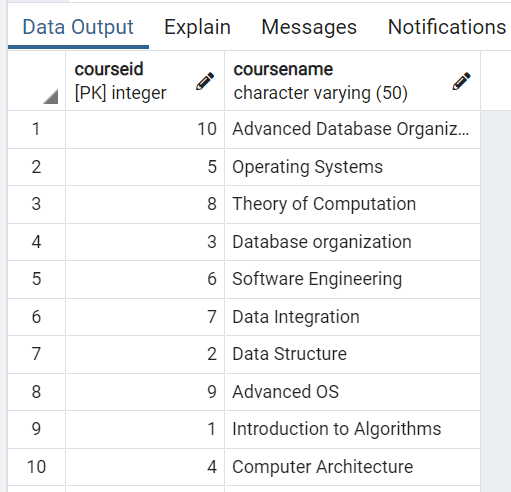 Data Output Explain Messages Notifications
courseid coursename
[PK] integer character varying (50)
1 10 Advanced Database Organiz...
2 5 Operating Systems
3 8 Theory of Computation
4 3 Database organization
5 6 Software Engineering
6 7 Data Integration
7 2 Data Structure
8 9 Advanced OS
9 1 Introduction to Algorithms
10 4 Computer Architecture